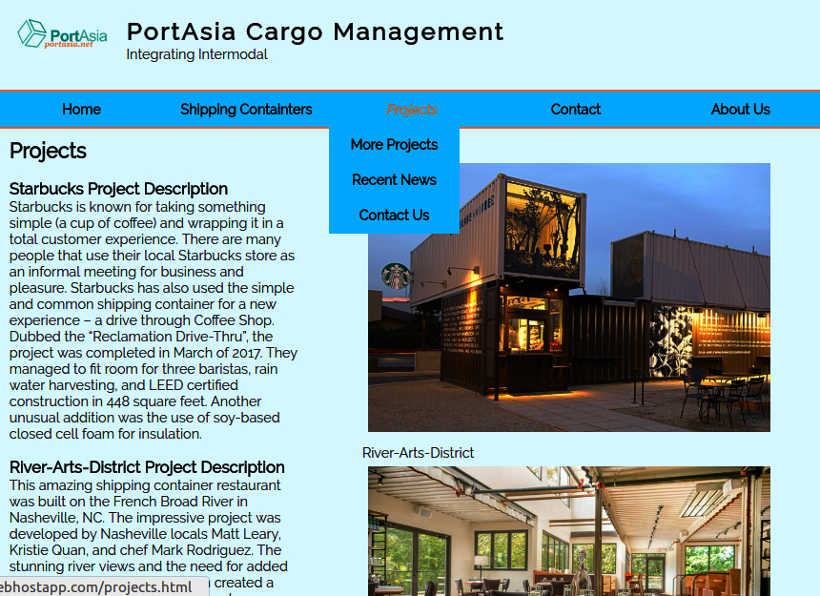 PortAsia
portasia.net
PortAsia Cargo Management
Integrating Intermodal
Home
Shipping Containters
Projects
Contact
About Us
More Projects
Recent News
Contact Us
Projects
Starbucks Project Description
Starbucks is known for taking something
simple (a cup of coffee) and wrapping it in a
total customer experience. There are many
people that use their local Starbucks store as
an informal meeting for business and
pleasure. Starbucks has also used the simple
and common shipping container for a new
experience – a drive through Coffee Shop.
Dubbed the “Reclamation Drive-Thru”, the
project was completed in March of 2017. They
managed to fit room for three baristas, rain
water harvesting, and LEED certified
construction in 448 square feet. Another
unusual addition was the use of soy-based
closed cell foam for insulation.
River-Arts-District Project Description
This amazing shipping container restaurant
was built on the French Broad River in
Nasheville, NC. The impressive project was
developed by Nasheville locals Matt Leary,
Kristie Quan, and chef Mark Rodriguez. The
stunning river views and the need for added
created a
ebhostapp.com/projects.html
River-Arts-District